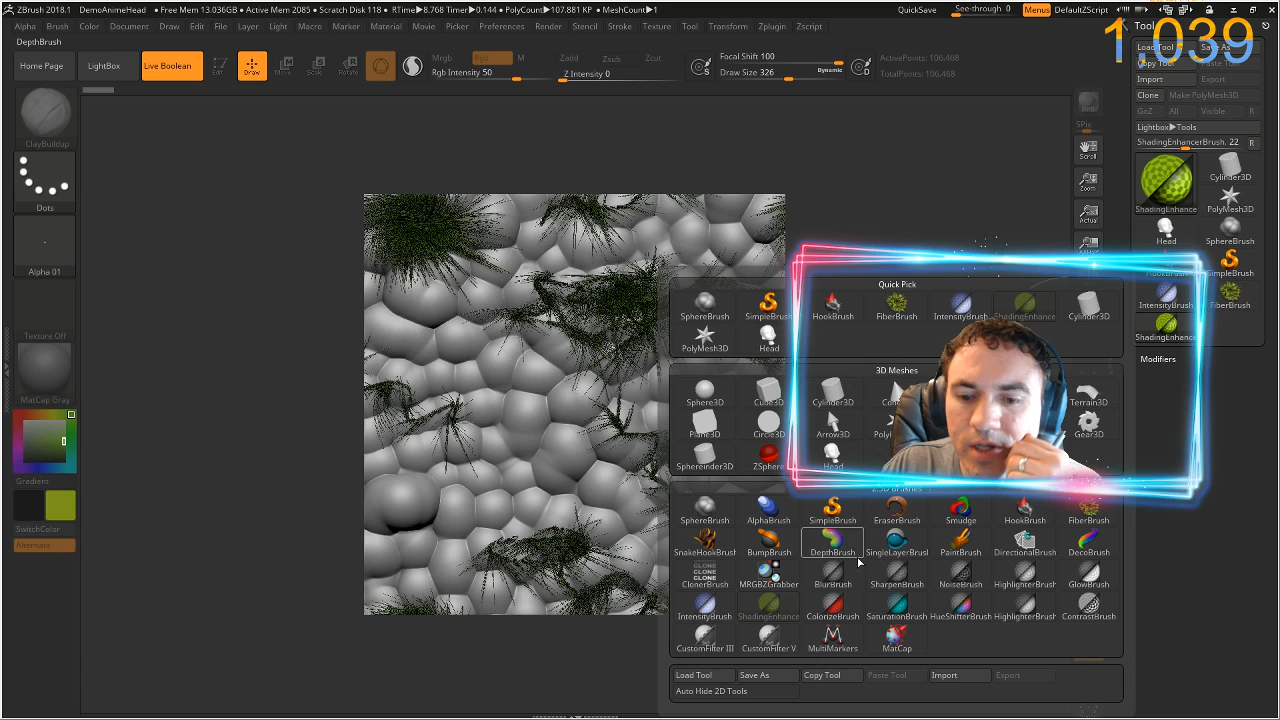 ZBrush 2018.1 DemoAnimeHead • Free Mem 13.036GB • Active Mem 2085 • Scratch Disk 118 • RTime▶8.768 Timer▶0.144 • PolyCount▶107.881 KP • MeshCount▶1 QuickSave See-through 0 Menus DefaultZScript
Alpha Brush Color Document Draw Edit File Layer Light Macro Marker Material Movie Picker Preferences Render Stencil Stroke Texture Tool Transform Zplugin Zscript Tool
1.039
DepthBrush
Load Tool Save As
Copy Tool Paste Tool
Import Export
Clone Make PolyMesh3D
GoZ All Visible R
Lightbox▶Tools
ShadingEnhancerBrush. 22 R
Home Page LightBox Live Boolean Edit Draw Move Scale Rotate
Mrgb Rgb M
Rgb Intensity 50
Zadd Zsub Zcut
Z Intensity 0
Focal Shift 100
Draw Size 326 Dynamic
S
D
ActivePoints: 106,468
TotalPoints: 106,468
ClayBuildup
Dots
Alpha 01
Texture Off
MatCap Gray
Gradient
SwitchColor
Alternate
SPix
Scroll
Zoom
Actual
Cylinder3D
ShadingEnhance PolyMesh3D
Head SphereBrush
SimpleBrush
IntensityBrush FiberBrush
ShadingEnhance
Modifiers
Quick Pick
SphereBrush SimpleBrush HookBrush FiberBrush IntensityBrush ShadingEnhance Cylinder3D
PolyMesh3D Head
3D Meshes
Sphere3D Cube3D Cylinder3D Terrain3D
Plane3D Circle3D Arrow3D Gear3D
Sphereinder3D ZSphere Head
SphereBrush AlphaBrush SimpleBrush EraserBrush Smudge HookBrush FiberBrush
SnakeHookBrush BumpBrush DepthBrush SingleLayerBrush PaintBrush DirectionalBrush DecoBrush
CLONE
CLONE
CLONE
ClonerBrush MRGBZGrabber BlurBrush SharpenBrush NoiseBrush HighlighterBrush GlowBrush
IntensityBrush ShadingEnhance ColorizeBrush SaturationBrush HueShifterBrush HighlighterBrush ContrastBrush
CustomFilter III CustomFilter V MultiMarkers MatCap
Load Tool Save As Copy Tool Paste Tool Import Export
Auto Hide 2D Tools